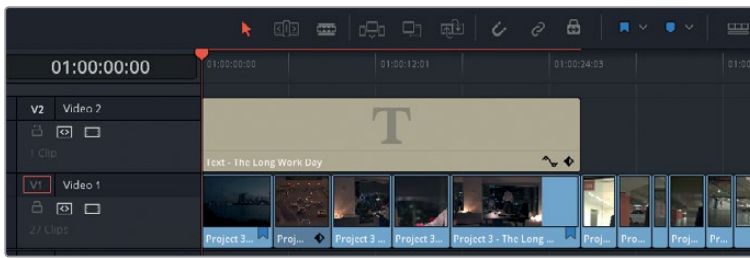 01:00:00:00
01:00:00:00 01:00:12:01 01:00:24:03 01:00
V2 Video 2
1 Clip
T
Text - The Long Work Day
V1 Video 1
27 Clips
Project 3... Proj... Project 3 ... Project 3... Project 3 - The Long ... Proj... Pro... Proj... Pr...